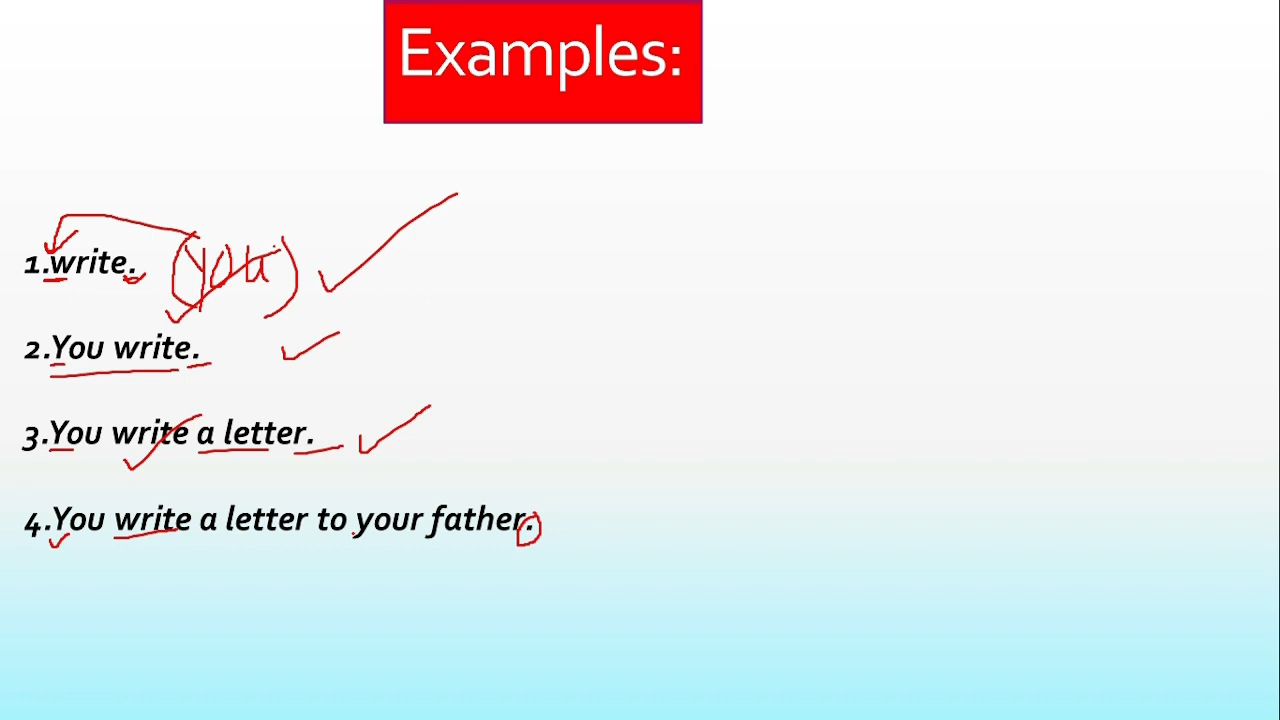 Examples:
1.write. (you)
2.You write.
3.You write a letter.
4.You write a letter to your father.